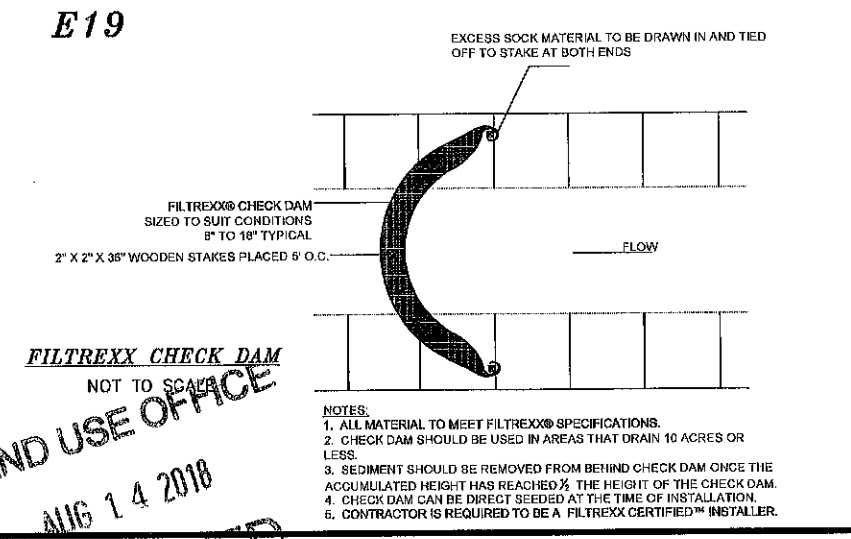 E19
EXCESS SOCK MATERIAL TO BE DRAWN IN AND TIED
OFF TO STAKE AT BOTH ENDS
FILTREXX® CHECK DAM
SIZED TO SUIT CONDITIONS
8" TO 18" TYPICAL
2" X 2" X 36" WOODEN STAKES PLACED 5' O.C.
FLOW
FILTREXX CHECK DAM
NOT TO SCALE
USE OFFICE
AUG 14 2018
NOTES:
1. ALL MATERIAL TO MEET FILTREXX® SPECIFICATIONS.
2. CHECK DAM SHOULD BE USED IN AREAS THAT DRAIN 10 ACRES OR
LESS.
3. SEDIMENT SHOULD BE REMOVED FROM BEHIND CHECK DAM ONCE THE
ACCUMULATED HEIGHT HAS REACHED ½ THE HEIGHT OF THE CHECK DAM.
4. CHECK DAM CAN BE DIRECT SEEDED AT THE TIME OF INSTALLATION.
5. CONTRACTOR IS REQUIRED TO BE A FILTREXX CERTIFIED™ INSTALLER.